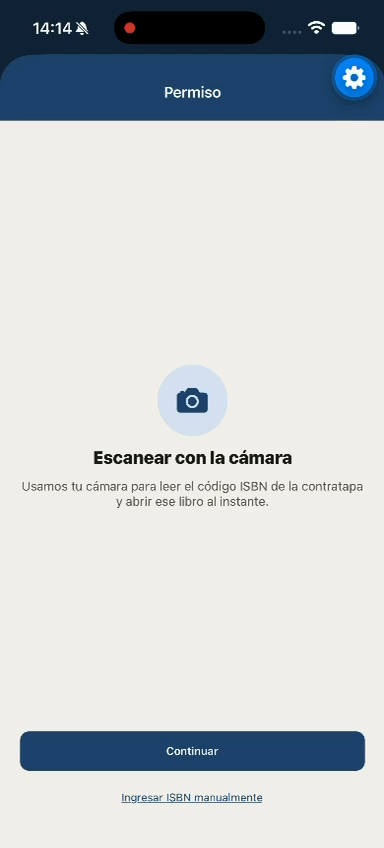 14:14
Permiso
Escanear con la cámara
Usamos tu cámara para leer el código ISBN de la contratapa
y abrir ese libro al instante.
Continuar
Ingresar ISBN manualmente